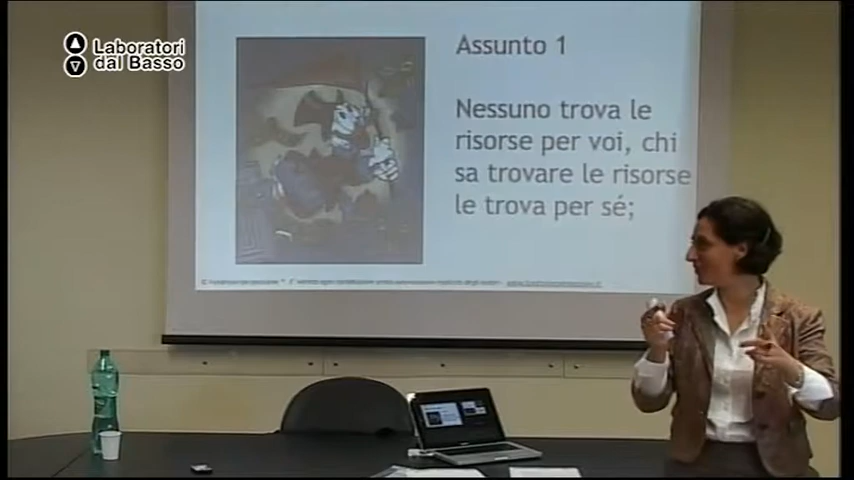 Laboratori
dal Basso
Assunto 1
Nessuno trova le
risorse per voi, chi
sa trovare le risorse
le trova per sé;